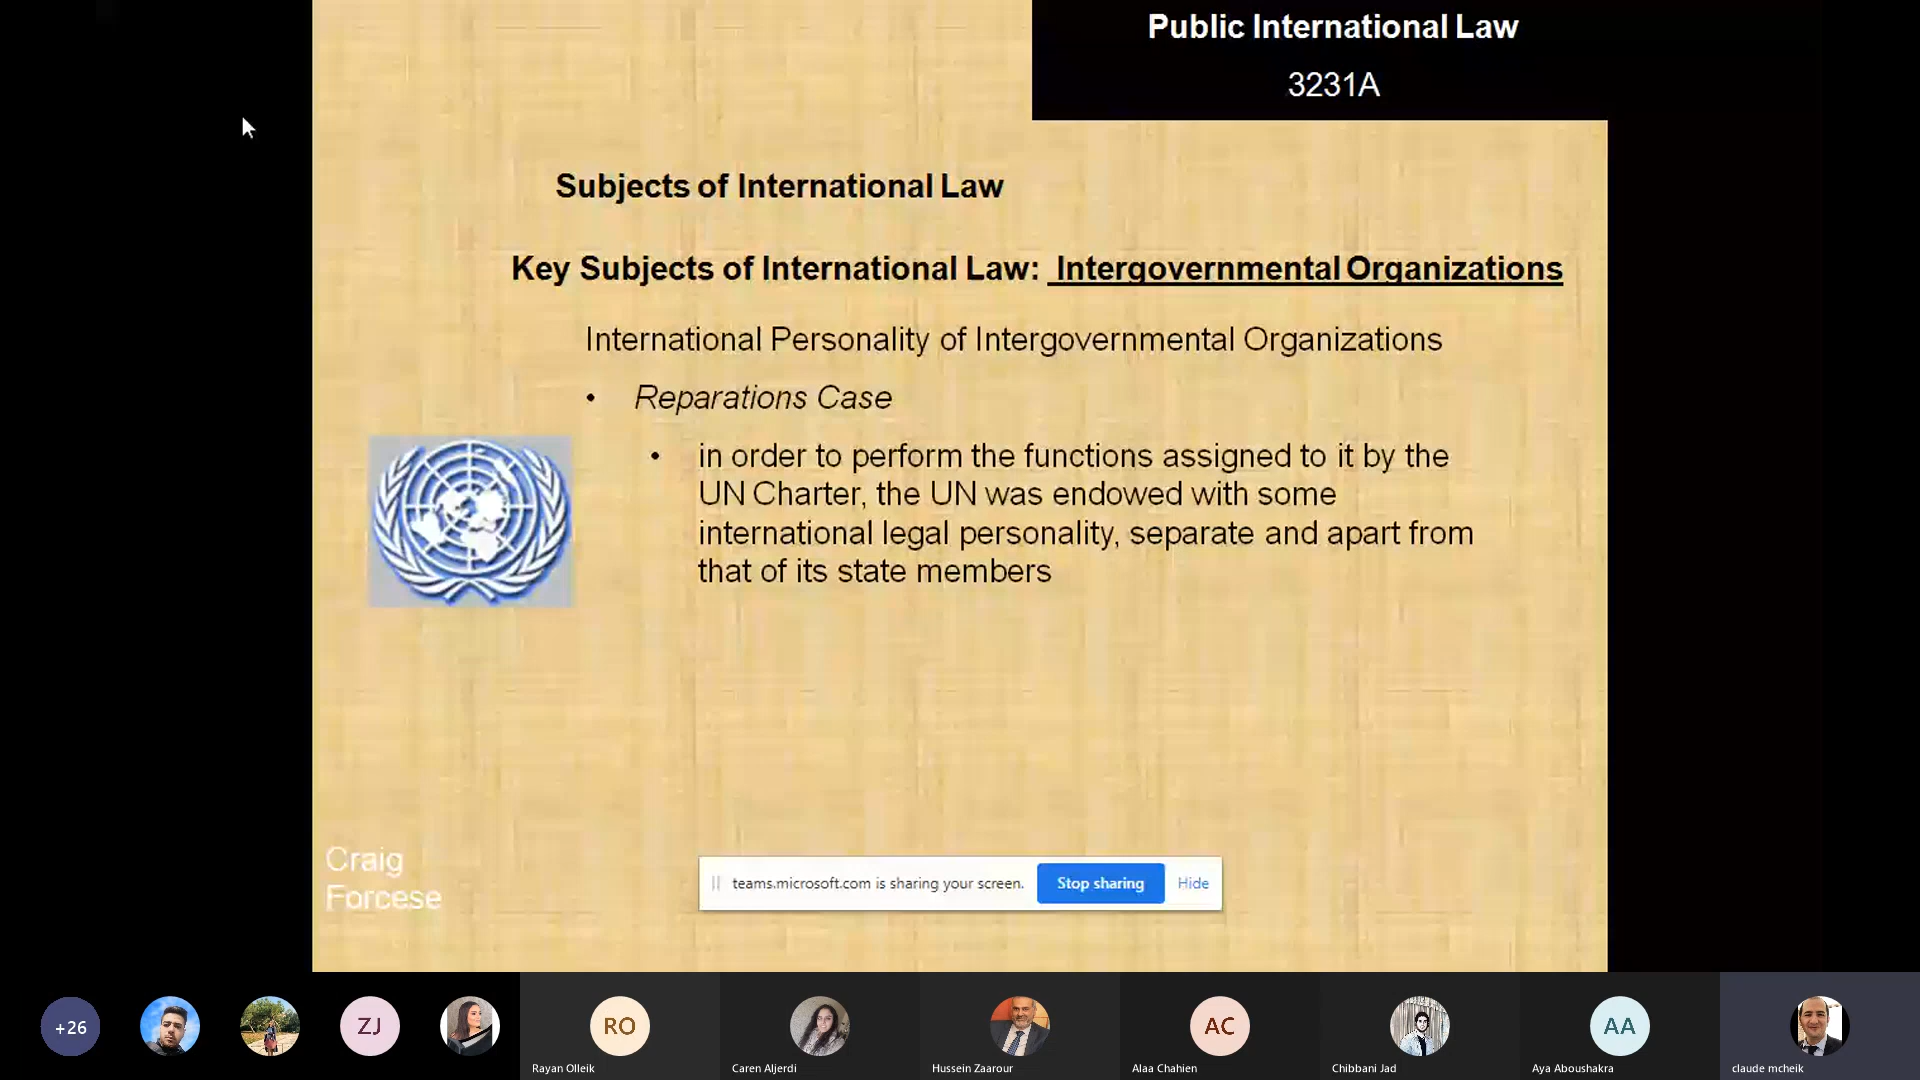 Public International Law
3231A
Subjects of International Law
Key Subjects of International Law: Intergovernmental Organizations
International Personality of Intergovernmental Organizations
• Reparations Case
• in order to perform the functions assigned to it by the
UN Charter, the UN was endowed with some
international legal personality, separate and apart from
that of its state members
Craig
Forcese
teams.microsoft.com is sharing your screen. Stop sharing Hide
+26 ZJ RO AC AA
Rayan Olleik Caren Aljerdi Hussein Zaarour Alaa Chahien Chibbani Jad Aya Aboushakra claude mcheik